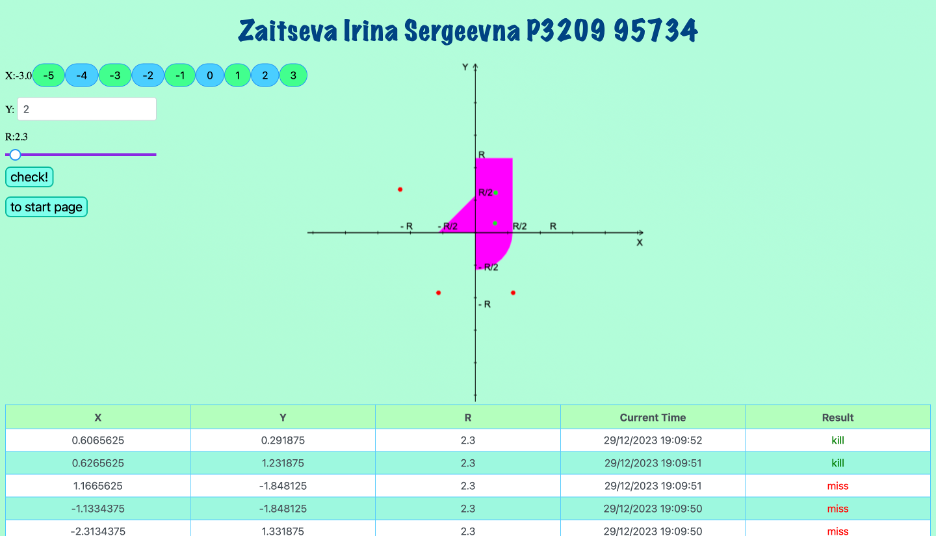 Zaitseva Irina Sergeevna P3209 95734
X:-3.0 -5 -4 -3 -2 -1 0 1 2 3
Y: 2
R:2.3
check!
to start page
Y
R
R/2
- R - R/2 R/2 R
X
- R/2
- R
X Y R Current Time Result
0.6065625 0.291875 2.3 29/12/2023 19:09:52 kill
0.6265625 1.231875 2.3 29/12/2023 19:09:51 kill
1.1665625 -1.848125 2.3 29/12/2023 19:09:51 miss
-1.1334375 -1.848125 2.3 29/12/2023 19:09:50 miss
-2.3134375 1.331875 2.3 29/12/2023 19:09:50 miss